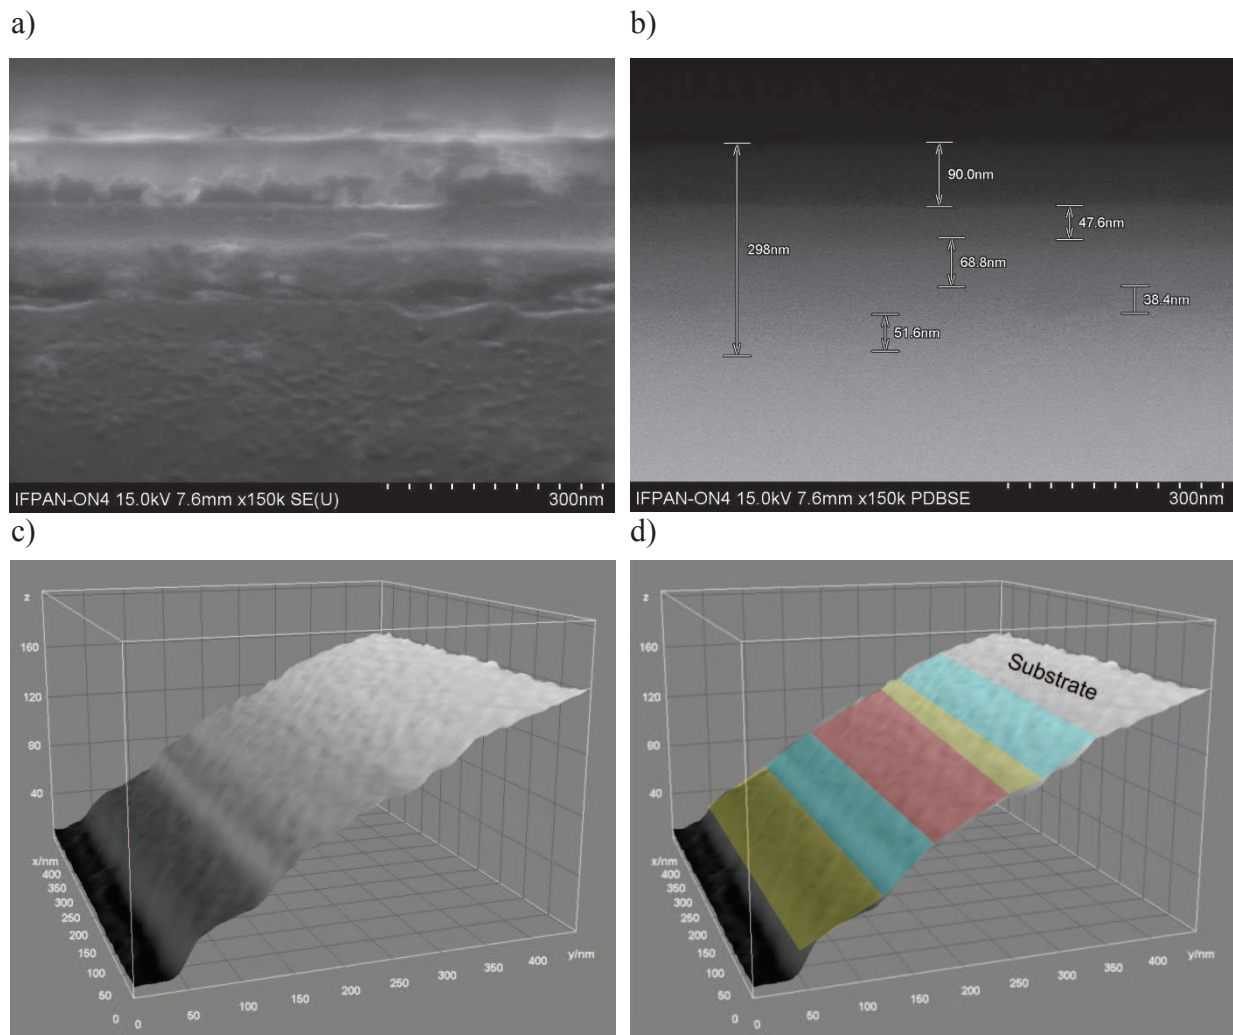 a)
b)
90.0nm
47.6nm
298nm
68.8nm
38.4nm
51.6nm
IFPAN-ON4 15.0kV 7.6mm x150k SE(U)
300nm
IFPAN-ON4 15.0kV 7.6mm x150k PDBSE
300nm
c)
d)
z
160
120
80
40
x/nm
400
350
300
250
200
150
100
50
0
0
50
100
150
200
250
300
350
400
y/nm
z
160
120
80
40
Substrate
x/nm
400
350
300
250
200
150
100
50
0
0
50
100
150
200
250
300
350
400
y/nm